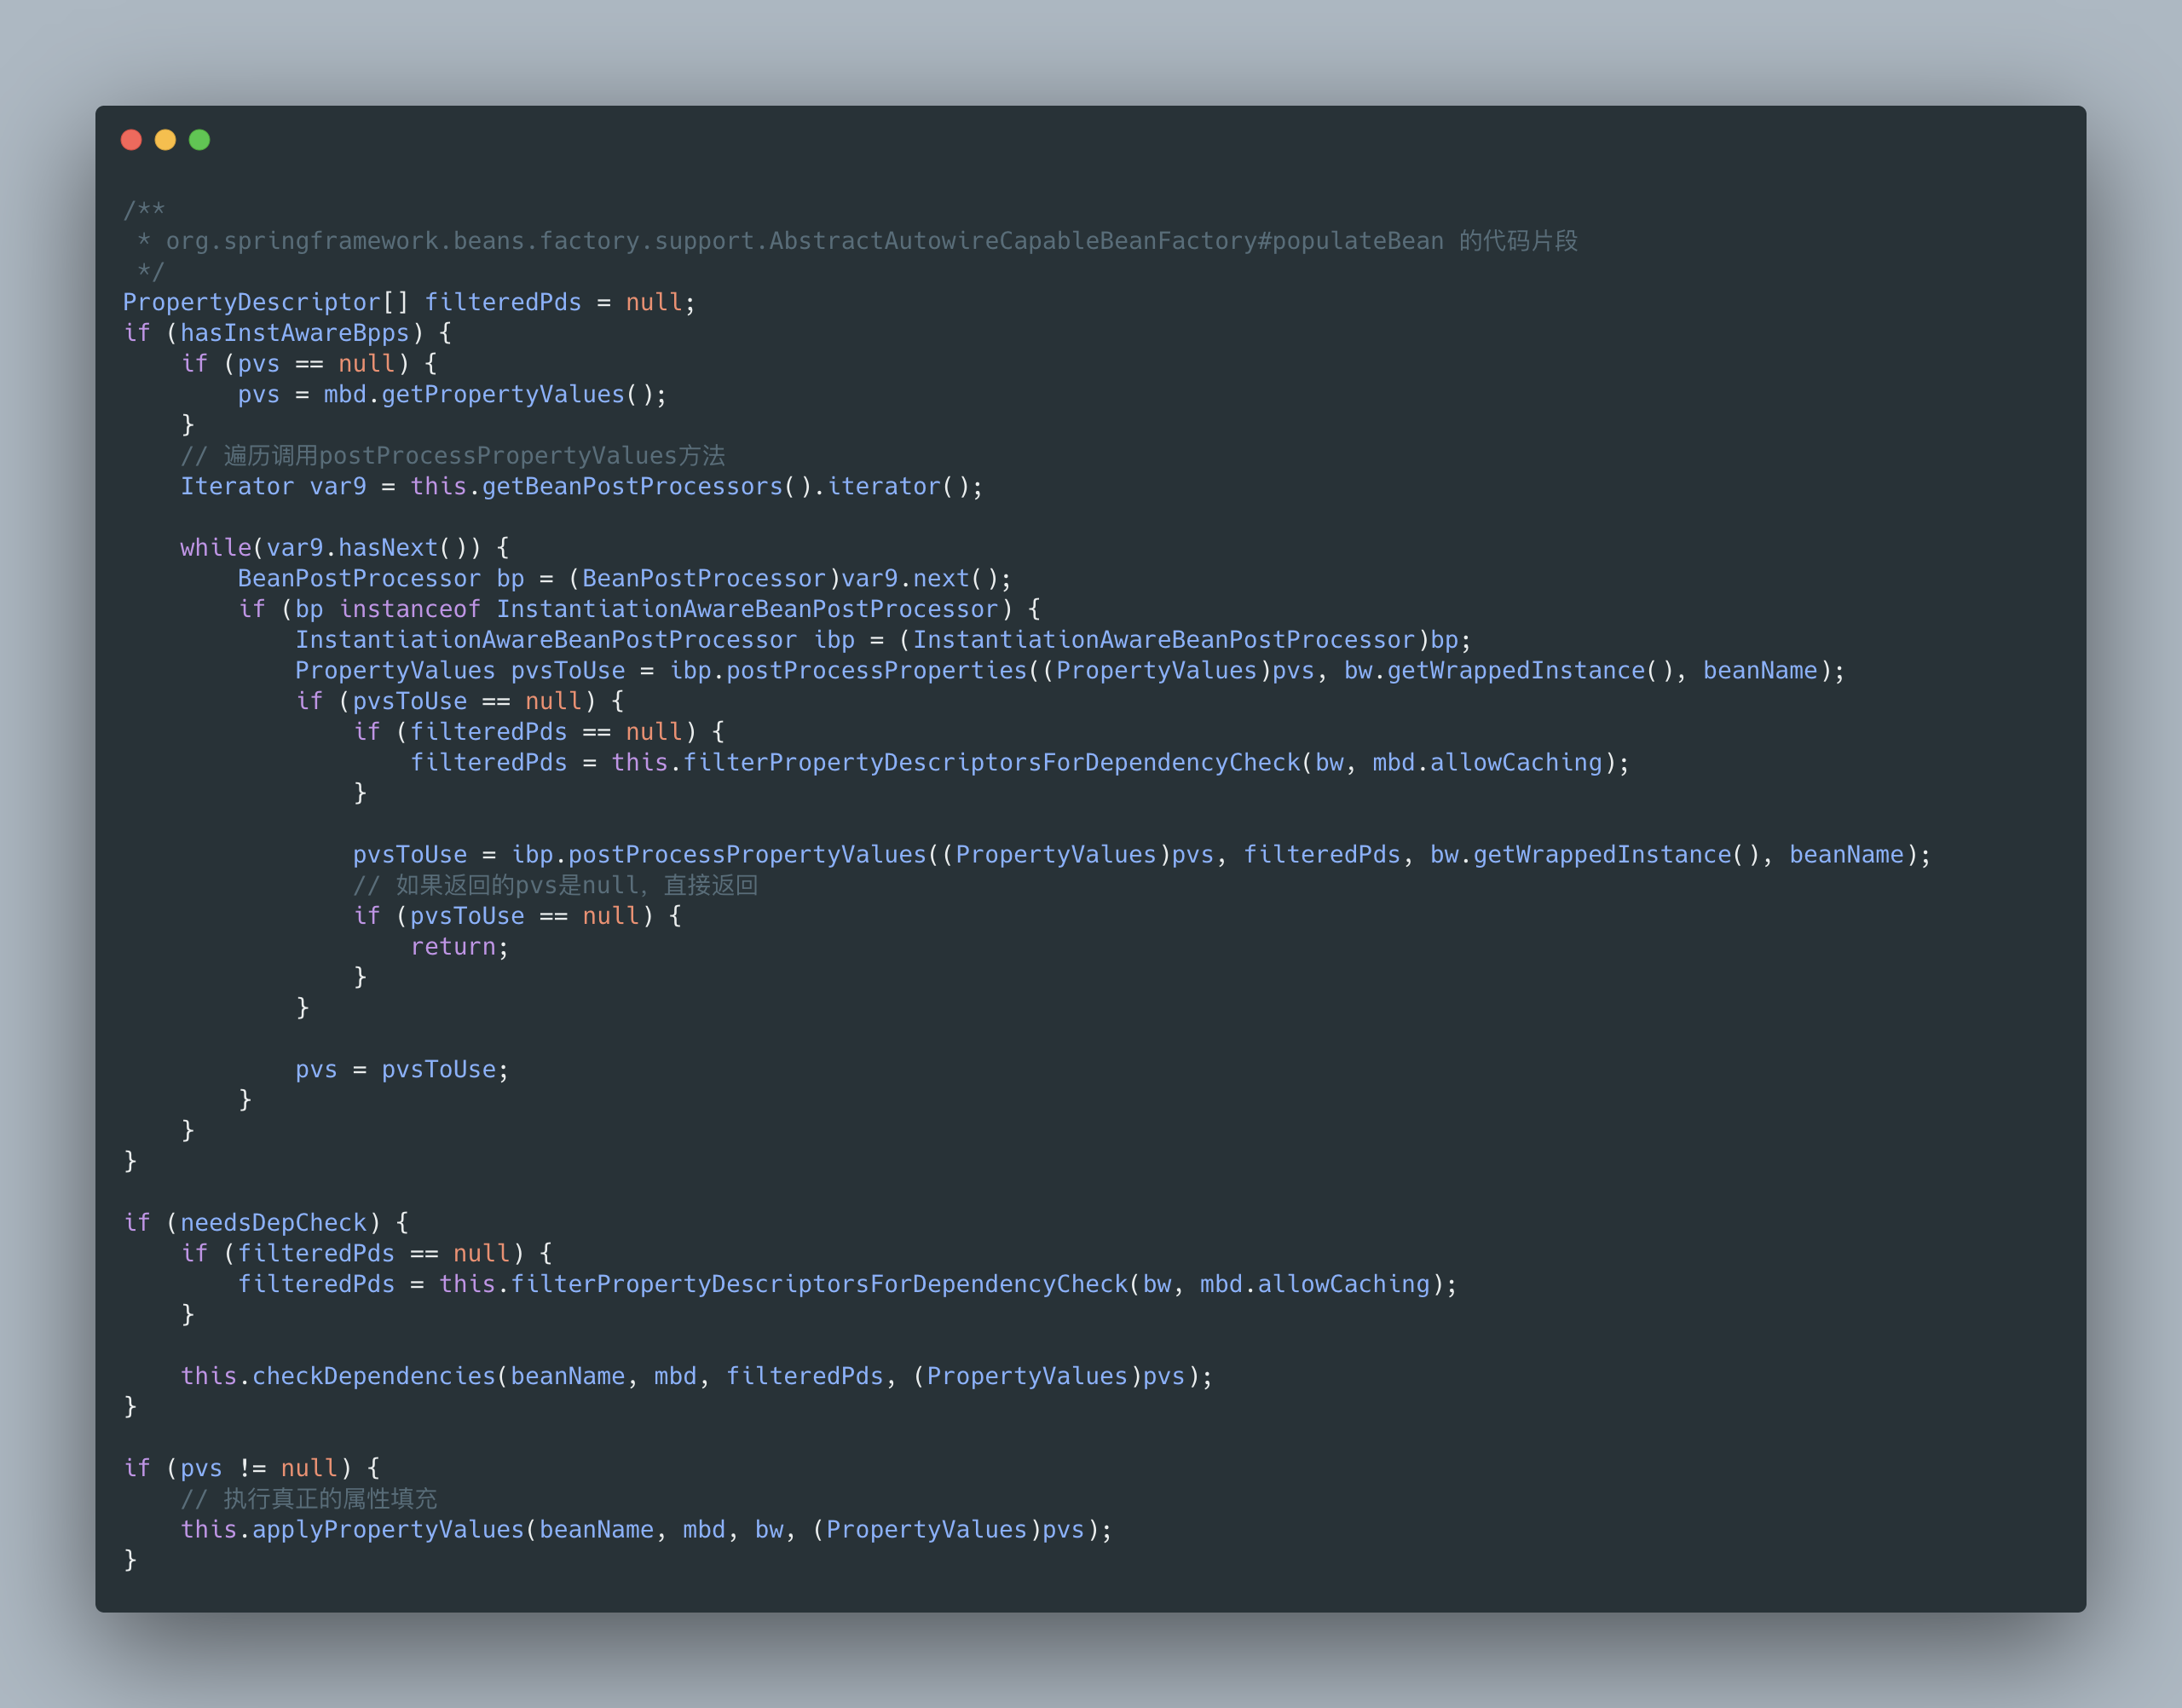 /**
 * org.springframework.beans.factory.support.AbstractAutowireCapableBeanFactory#populateBean 的代码片段
 */
PropertyDescriptor[] filteredPds = null;
if (hasInstAwareBpps) {
    if (pvs == null) {
        pvs = mbd.getPropertyValues();
    }
    // 遍历调用postProcessPropertyValues方法
    Iterator var9 = this.getBeanPostProcessors().iterator();

    while(var9.hasNext()) {
        BeanPostProcessor bp = (BeanPostProcessor)var9.next();
        if (bp instanceof InstantiationAwareBeanPostProcessor) {
            InstantiationAwareBeanPostProcessor ibp = (InstantiationAwareBeanPostProcessor)bp;
            PropertyValues pvsToUse = ibp.postProcessProperties((PropertyValues)pvs, bw.getWrappedInstance(), beanName);
            if (pvsToUse == null) {
                if (filteredPds == null) {
                    filteredPds = this.filterPropertyDescriptorsForDependencyCheck(bw, mbd.allowCaching);
                }

                pvsToUse = ibp.postProcessPropertyValues((PropertyValues)pvs, filteredPds, bw.getWrappedInstance(), beanName);
                // 如果返回的pvs是null，直接返回
                if (pvsToUse == null) {
                    return;
                }
            }

            pvs = pvsToUse;
        }
    }
}

if (needsDepCheck) {
    if (filteredPds == null) {
        filteredPds = this.filterPropertyDescriptorsForDependencyCheck(bw, mbd.allowCaching);
    }

    this.checkDependencies(beanName, mbd, filteredPds, (PropertyValues)pvs);
}

if (pvs != null) {
    // 执行真正的属性填充
    this.applyPropertyValues(beanName, mbd, bw, (PropertyValues)pvs);
}